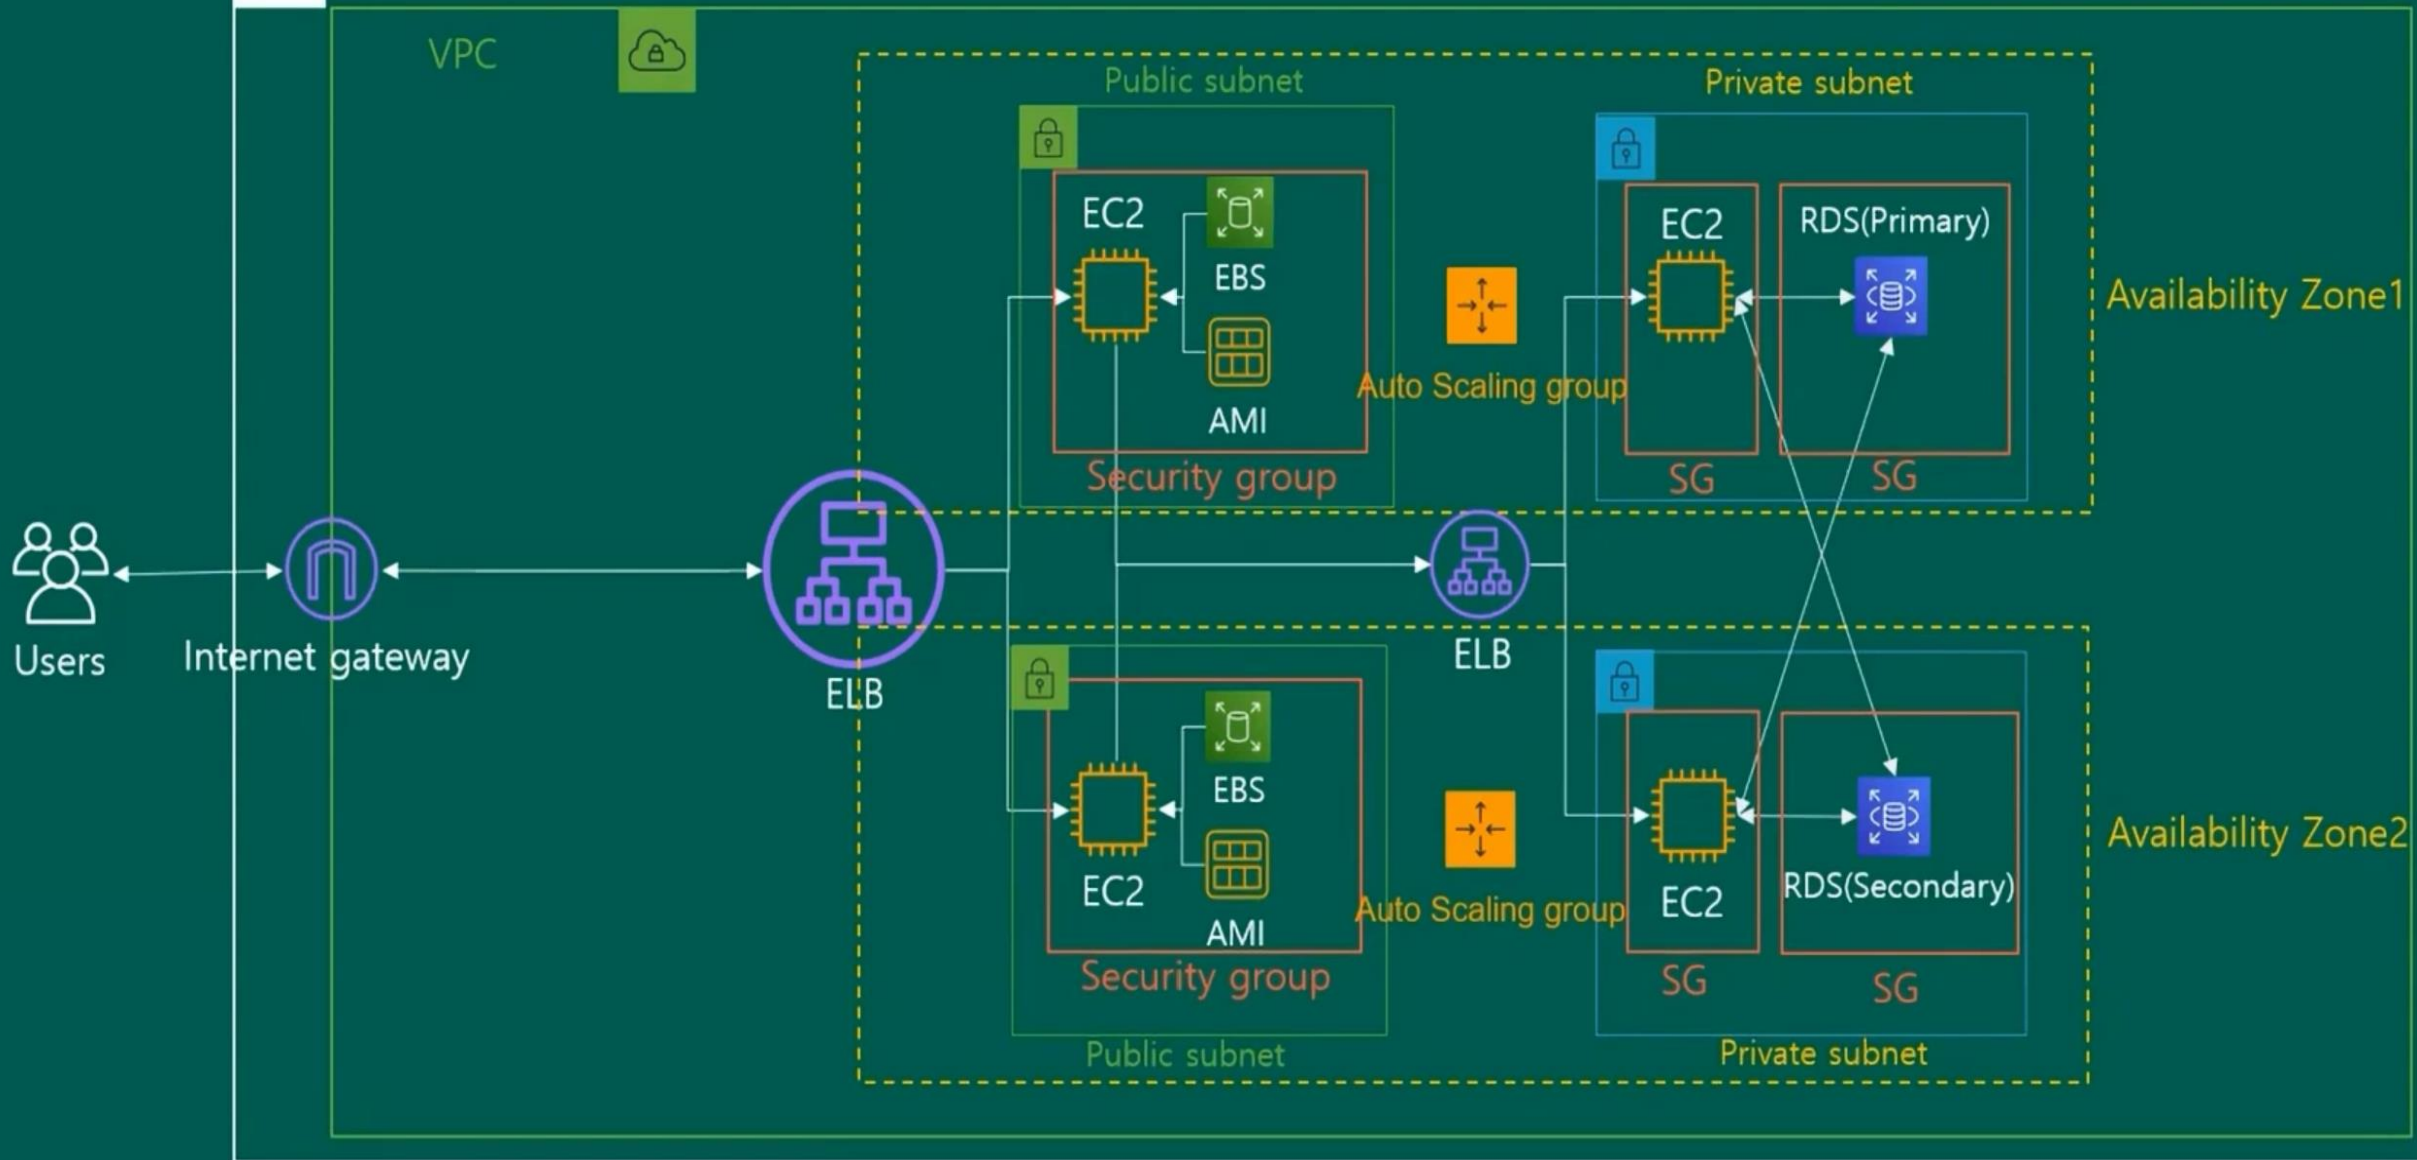 VPC
Public subnet
Private subnet
EC2
EBS
AMI
Security group
Auto Scaling group
EC2
RDS(Primary)
SG
SG
Availability Zone1
Users
Internet gateway
ELB
ELB
EBS
EC2
AMI
Security group
Public subnet
Auto Scaling group
EC2
RDS(Secondary)
SG
SG
Private subnet
Availability Zone2